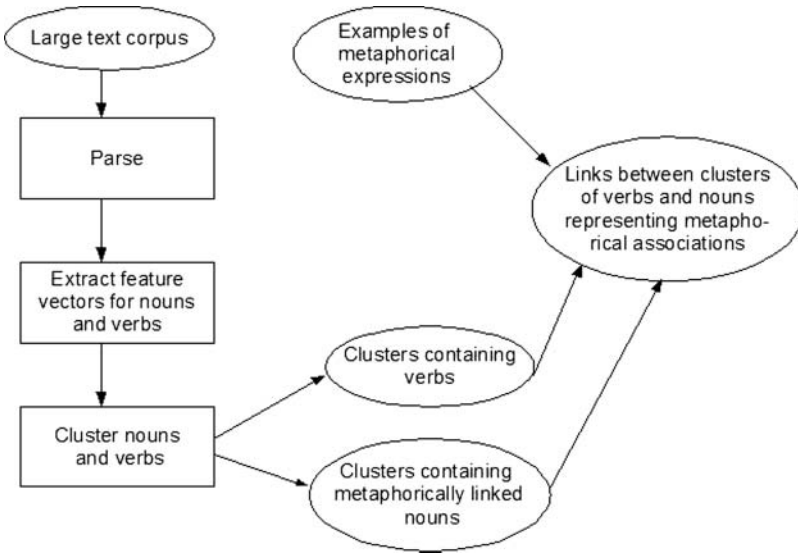 Large text corpus
Parse
Extract feature
vectors for nouns
and verbs
Cluster nouns
and verbs
Examples of
metaphorical
expressions
Links between clusters
of verbs and nouns
representing metapho-
rical associations
Clusters containing
verbs
Clusters containing
metaphorically linked
nouns